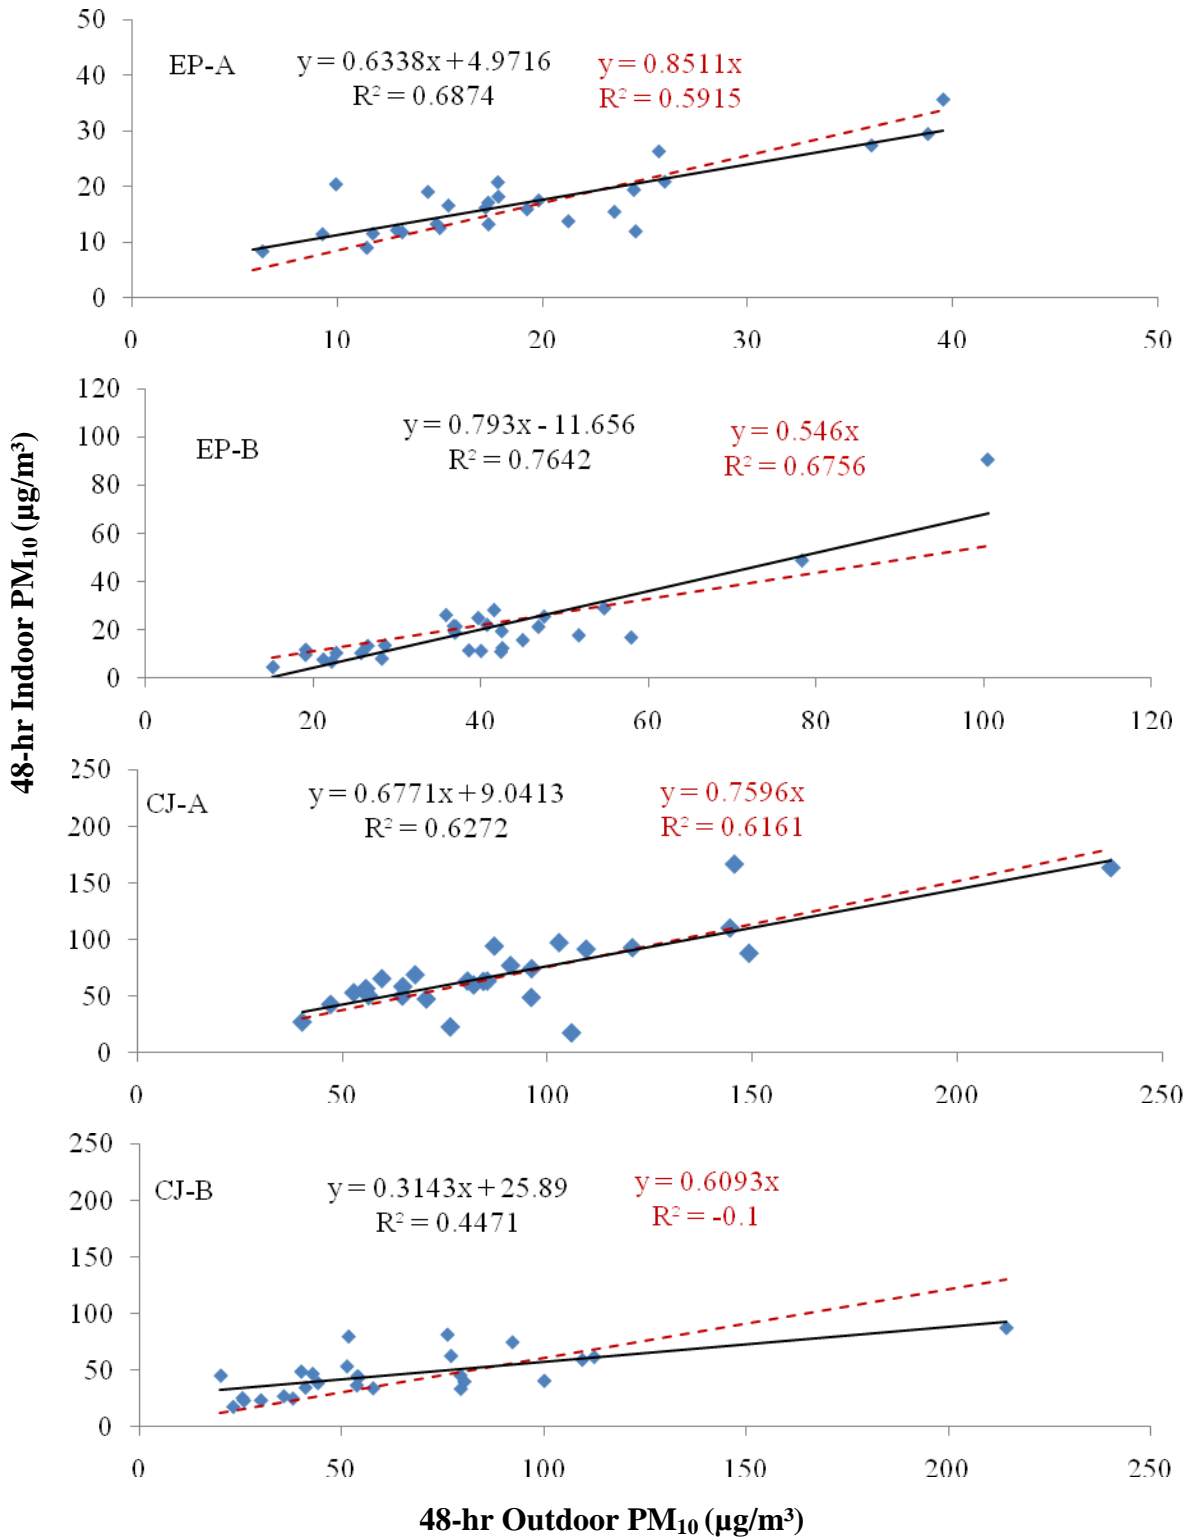 50
40
30
20
10
0
EP-A
y = 0.6338x + 4.9716
R² = 0.6874
y = 0.8511x
R² = 0.5915
0 10 20 30 40 50
120
100
80
60
40
20
0
EP-B
y = 0.793x - 11.656
R² = 0.7642
y = 0.546x
R² = 0.6756
0 20 40 60 80 100 120
48-hr Indoor PM₁₀ (µg/m³)
250
200
150
100
50
0
CJ-A
y = 0.6771x + 9.0413
R² = 0.6272
y = 0.7596x
R² = 0.6161
0 50 100 150 200 250
250
200
150
100
50
0
CJ-B
y = 0.3143x + 25.89
R² = 0.4471
y = 0.6093x
R² = -0.1
0 50 100 150 200 250
48-hr Outdoor PM₁₀ (µg/m³)